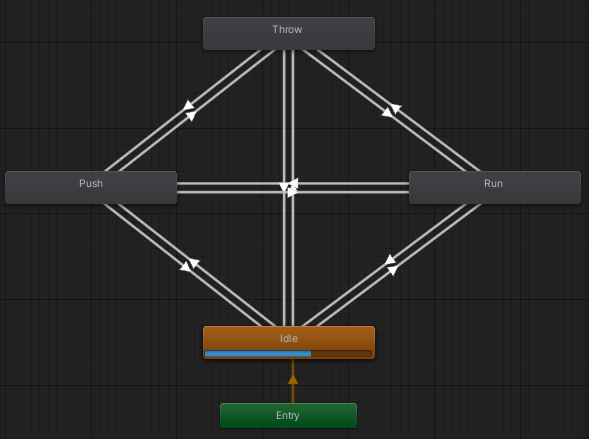 Throw
Push
Run
Idle
Entry